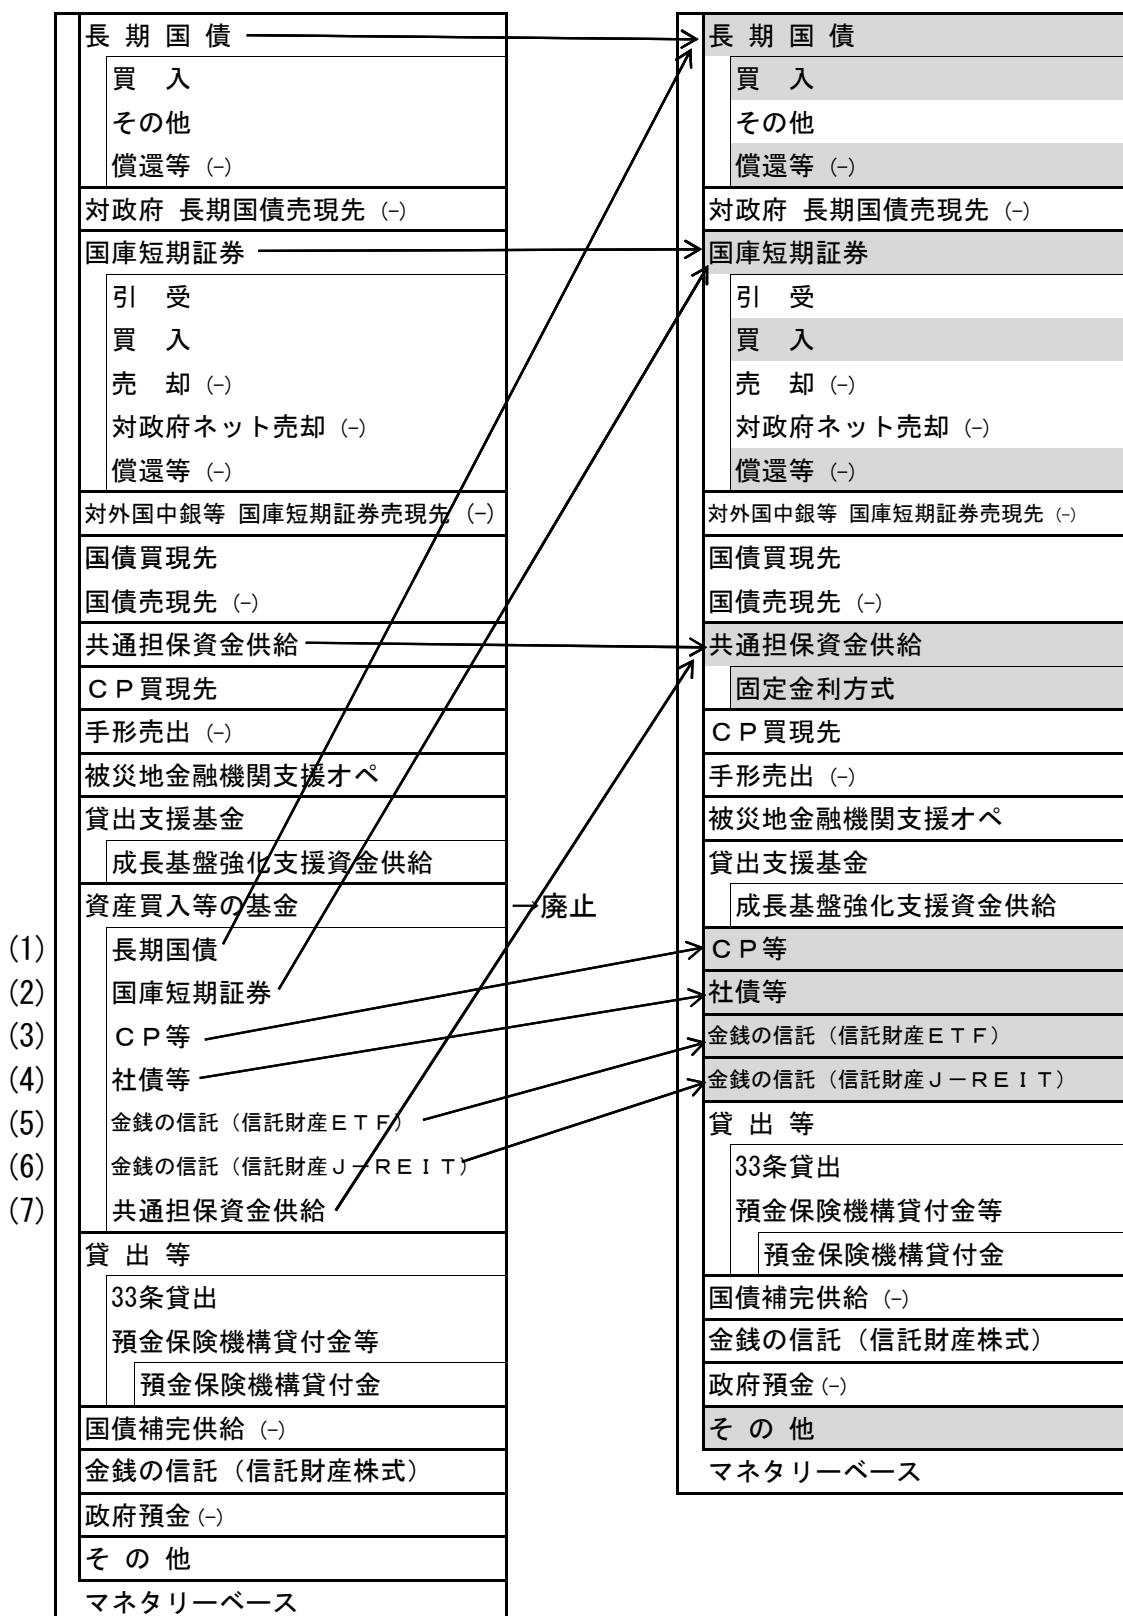 長 期 国 債
買 入
その他
償還等 (-)
対政府 長期国債売現先 (-)
国庫短期証券
引 受
買 入
売 却 (-)
対政府ネット売却 (-)
償還等 (-)
対外国中銀等 国庫短期証券売現先 (-)
国債買現先
国債売現先 (-)
共通担保資金供給
ＣＰ買現先
手形売出 (-)
被災地金融機関支援オペ
貸出支援基金
成長基盤強化支援資金供給
資産買入等の基金
→廃止
(1) 長期国債
(2) 国庫短期証券
(3) ＣＰ等
(4) 社債等
(5) 金銭の信託（信託財産ＥＴＦ）
(6) 金銭の信託（信託財産Ｊ－ＲＥＩＴ）
(7) 共通担保資金供給
貸 出 等
33条貸出
預金保険機構貸付金等
預金保険機構貸付金
国債補完供給 (-)
金銭の信託（信託財産株式）
政府預金 (-)
そ の 他
マネタリーベース
長 期 国 債
買 入
その他
償還等 (-)
対政府 長期国債売現先 (-)
国庫短期証券
引 受
買 入
売 却 (-)
対政府ネット売却 (-)
償還等 (-)
対外国中銀等 国庫短期証券売現先 (-)
国債買現先
国債売現先 (-)
共通担保資金供給
固定金利方式
ＣＰ買現先
手形売出 (-)
被災地金融機関支援オペ
貸出支援基金
成長基盤強化支援資金供給
ＣＰ等
社債等
金銭の信託（信託財産ＥＴＦ）
金銭の信託（信託財産Ｊ－ＲＥＩＴ）
貸 出 等
33条貸出
預金保険機構貸付金等
預金保険機構貸付金
国債補完供給 (-)
金銭の信託（信託財産株式）
政府預金 (-)
そ の 他
マネタリーベース